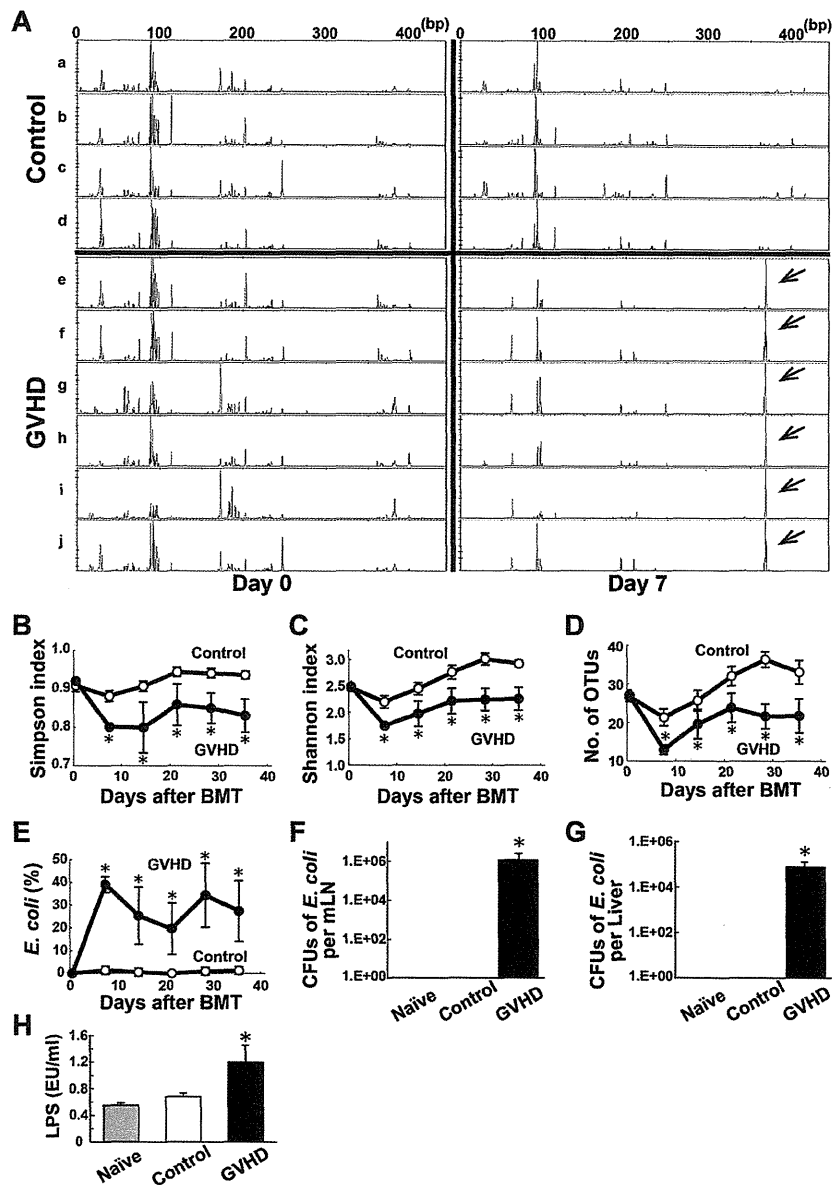 A
0 100 200 300 400 (bp)
0 100 200 300 400 (bp)
Control
a
b
c
d
GVHD
e
f
g
h
i
j
Day 0
Day 7
B
Simpson index
1.0
0.9
0.8
0.7
Control
GVHD
* * * * *
0 10 20 30 40
Days after BMT
C
Shannon index
3.0
2.5
2.0
1.5
1.0
Control
GVHD
* * * * *
0 10 20 30 40
Days after BMT
D
No. of OTUs
40
30
20
10
Control
GVHD
* * * * *
0 10 20 30 40
Days after BMT
E
E. coli (%)
50
40
30
20
10
0
GVHD
Control
* * * * *
0 10 20 30 40
Days after BMT
F
CFUs of E. coli
per mLN
1.E+06
1.E+04
1.E+02
1.E+00
*
Naïve Control GVHD
G
CFUs of E. coli
per Liver
1.E+06
1.E+04
1.E+02
1.E+00
*
Naïve Control GVHD
H
LPS (EU/ml)
1.6
1.2
0.8
0.4
0
*
Naïve Control GVHD